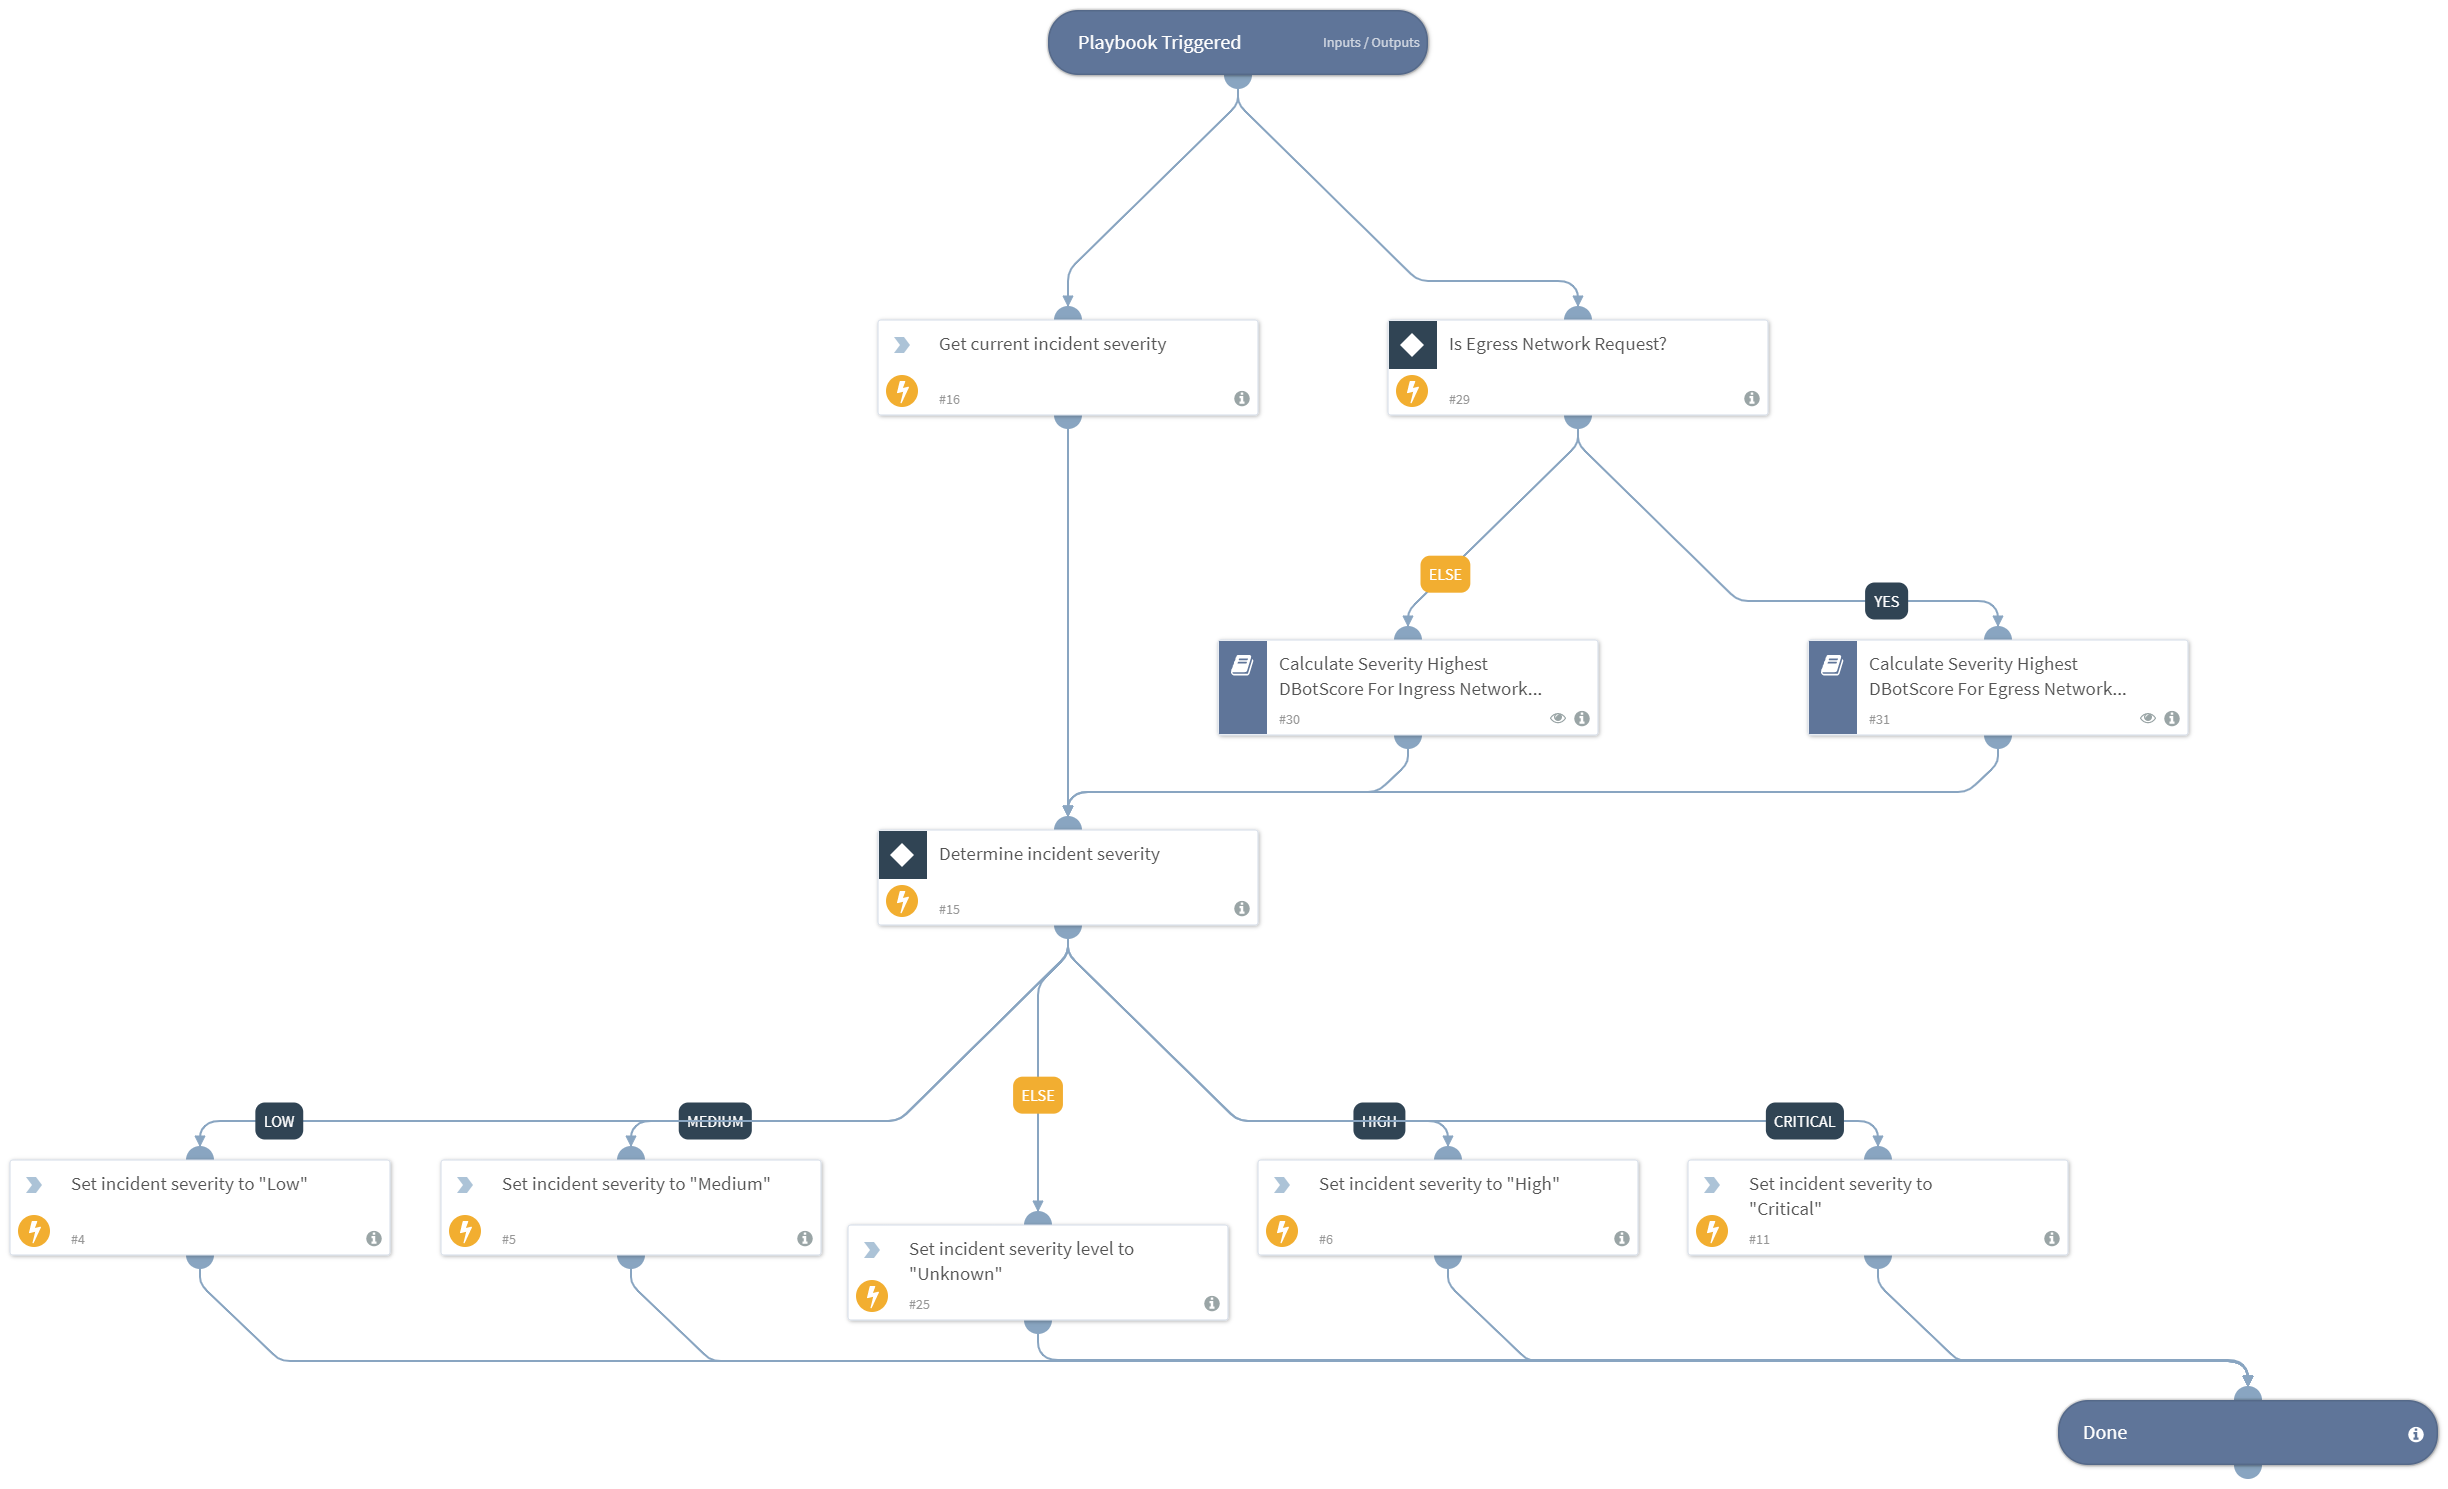 Playbook Triggered
Inputs / Outputs
Get current incident severity
#16
Is Egress Network Request?
#29
ELSE
YES
Calculate Severity Highest
DBotScore For Ingress Network...
#30
Calculate Severity Highest
DBotScore For Egress Network...
#31
Determine incident severity
#15
LOW
MEDIUM
ELSE
HIGH
CRITICAL
Set incident severity to "Low"
#4
Set incident severity to "Medium"
#5
Set incident severity level to
"Unknown"
#25
Set incident severity to "High"
#6
Set incident severity to
"Critical"
#11
Done